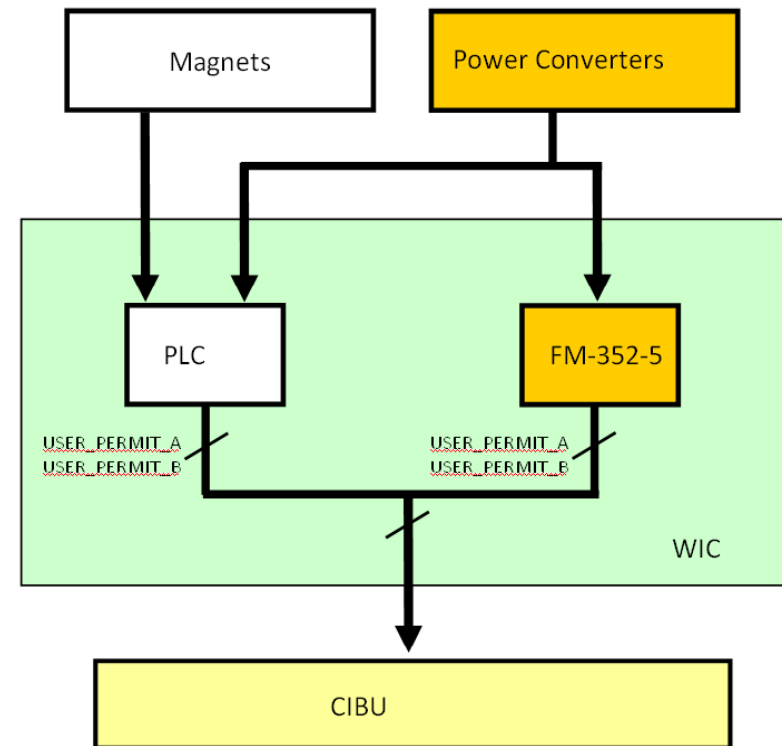 Magnets
Power Converters
PLC
FM-352-5
USER_PERMIT_A
USER_PERMIT_B
USER_PERMIT_A
USER_PERMIT_B
WIC
CIBU